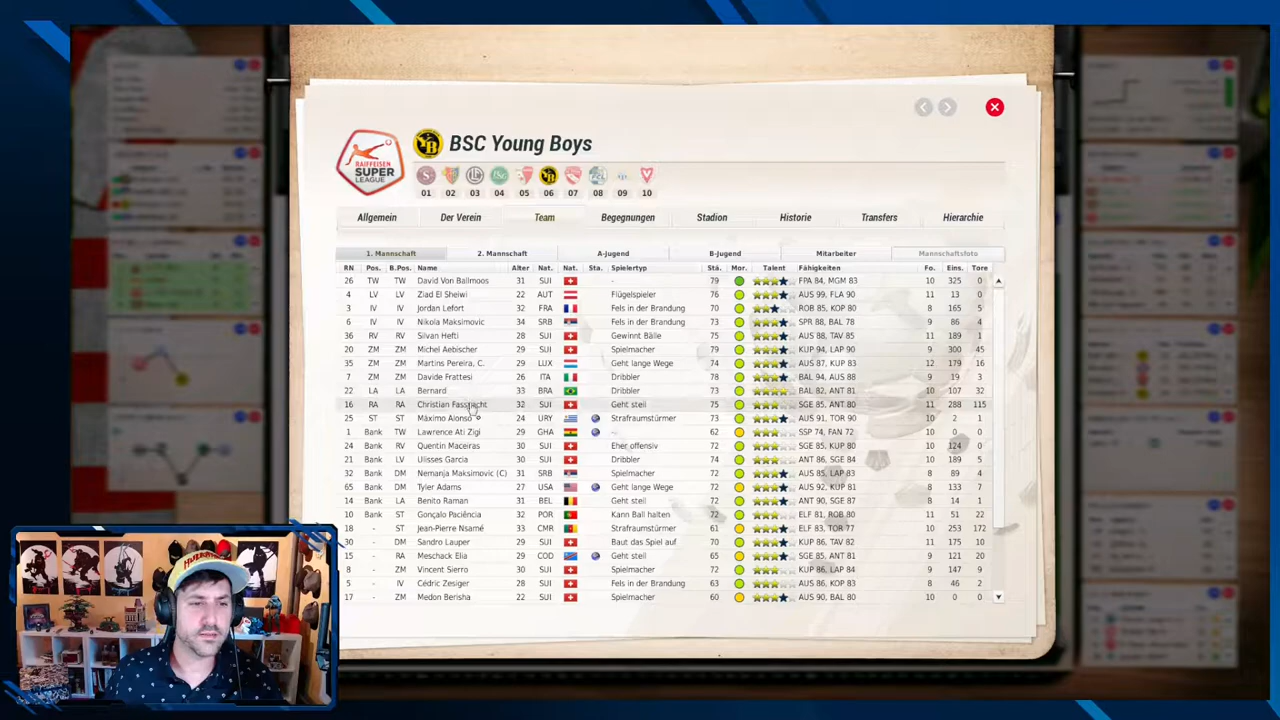 BSC Young Boys
RAIFFEISEN SUPER LEAGUE
01 02 03 04 05 06 07 08 09 10
Allgemein Der Verein Team Begegnungen Stadion Historie Transfers Hierarchie
1. Mannschaft 2. Mannschaft A-Jugend B-Jugend Mitarbeiter Mannschaftsfoto
RN Pos. B.Pos. Name Alter Nat. Nat. Sta. Spielertyp Stä. Mor. Talent Fähigkeiten Fo. Eins. Tore
26 TW TW David Von Ballmoos 31 SUI - 79 FPA 84, MGM 83 10 325 0
4 LV LV Ziad El Sheiwi 22 AUT Flügelspieler 76 AUS 99, FLA 90 11 13 0
3 IV IV Jordan Lefort 32 FRA Fels in der Brandung 70 ROB 85, KOP 80 8 165 5
6 IV IV Nikola Maksimovic 34 SRB Fels in der Brandung 73 SPR 88, BAL 78 9 86 4
36 RV RV Silvan Hefti 28 SUI Gewinnt Bälle 75 AUS 88, TAV 85 11 189 1
20 ZM ZM Michel Aebischer 29 SUI Spielmacher 79 KUP 94, LAP 90 9 300 45
35 ZM ZM Martins Pereira, C. 29 LUX Geht lange Wege 74 AUS 87, KUP 83 12 179 16
7 ZM ZM Davide Frattesi 26 ITA Dribbler 78 BAL 94, AUS 88 9 19 3
22 LA LA Bernard 33 BRA Dribbler 75 BAL 82, ANT 81 10 107 32
16 RA RA Christian Fassnacht 32 SUI Geht steil 75 SGE 85, ANT 80 11 288 115
25 ST ST Máximo Alonso 24 URY Strafraumstürmer 73 AUS 91, TOR 90 10 0 0
1 Bank TW Lawrence Ati Zigi 29 GHA - 62 SSP 74, FAN 72 10 0 0
24 Bank RV Quentin Maceiras 30 SUI Eher offensiv 72 SGE 85, KUP 80 10 124 0
21 Bank LV Ulisses Garcia 30 SUI Dribbler 74 ANT 86, SGE 84 10 189 5
32 Bank DM Nemanja Maksimovic (C) 31 SRB Spielmacher 72 AUS 85, LAP 83 8 89 4
65 Bank DM Tyler Adams 27 USA Geht lange Wege 72 AUS 92, KUP 81 8 133 7
14 Bank LA Benito Raman 31 BEL Geht steil 72 ANT 90, SGE 87 8 14 1
10 Bank ST Gonçalo Paciência 32 POR Kann Ball halten 72 ELF 81, ROB 80 11 51 22
18 - ST Jean-Pierre Nsamé 33 CMR Strafraumstürmer 61 ELF 83, TOR 77 10 253 172
30 - DM Sandro Lauper 29 SUI Baut das Spiel auf 70 KUP 86, TAV 82 11 175 10
15 - RA Meschack Elia 29 COD Geht steil 65 SGE 85, ANT 81 9 121 20
8 - ZM Vincent Sierro 30 SUI Spielmacher 72 KUP 86, LAP 84 9 147 9
5 - IV Cédric Zesiger 28 SUI Fels in der Brandung 63 AUS 86, KOP 83 8 46 2
17 - ZM Medon Berisha 22 SUI Spielmacher 60 AUS 90, BAL 80 10 0 0